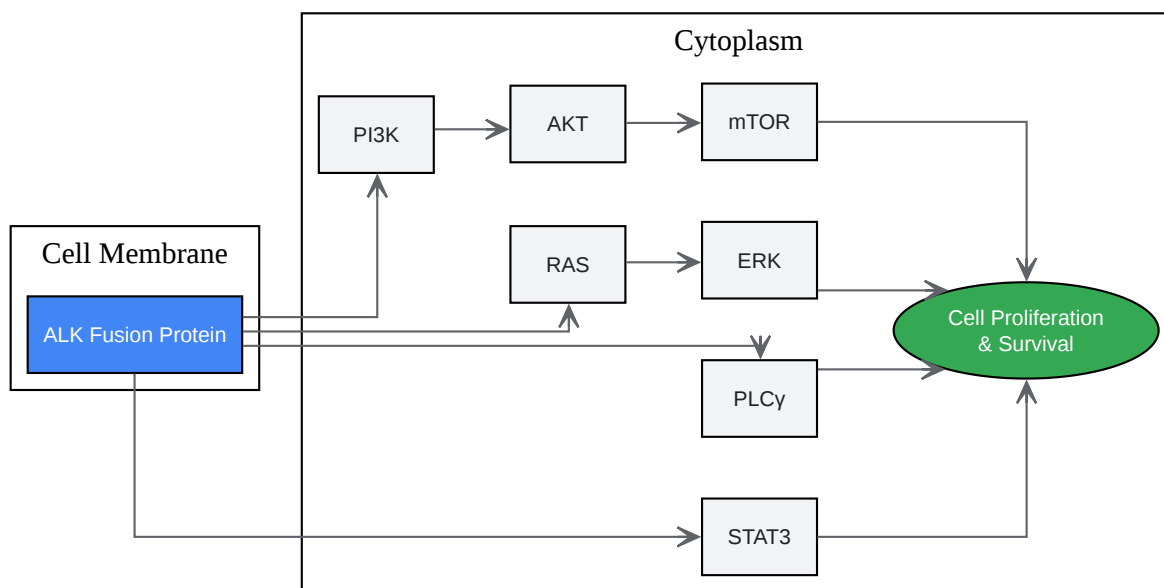 Cytoplasm
PI3K
AKT
mTOR
Cell Membrane
ALK Fusion Protein
RAS
ERK
Cell Proliferation
& Survival
PLCγ
STAT3